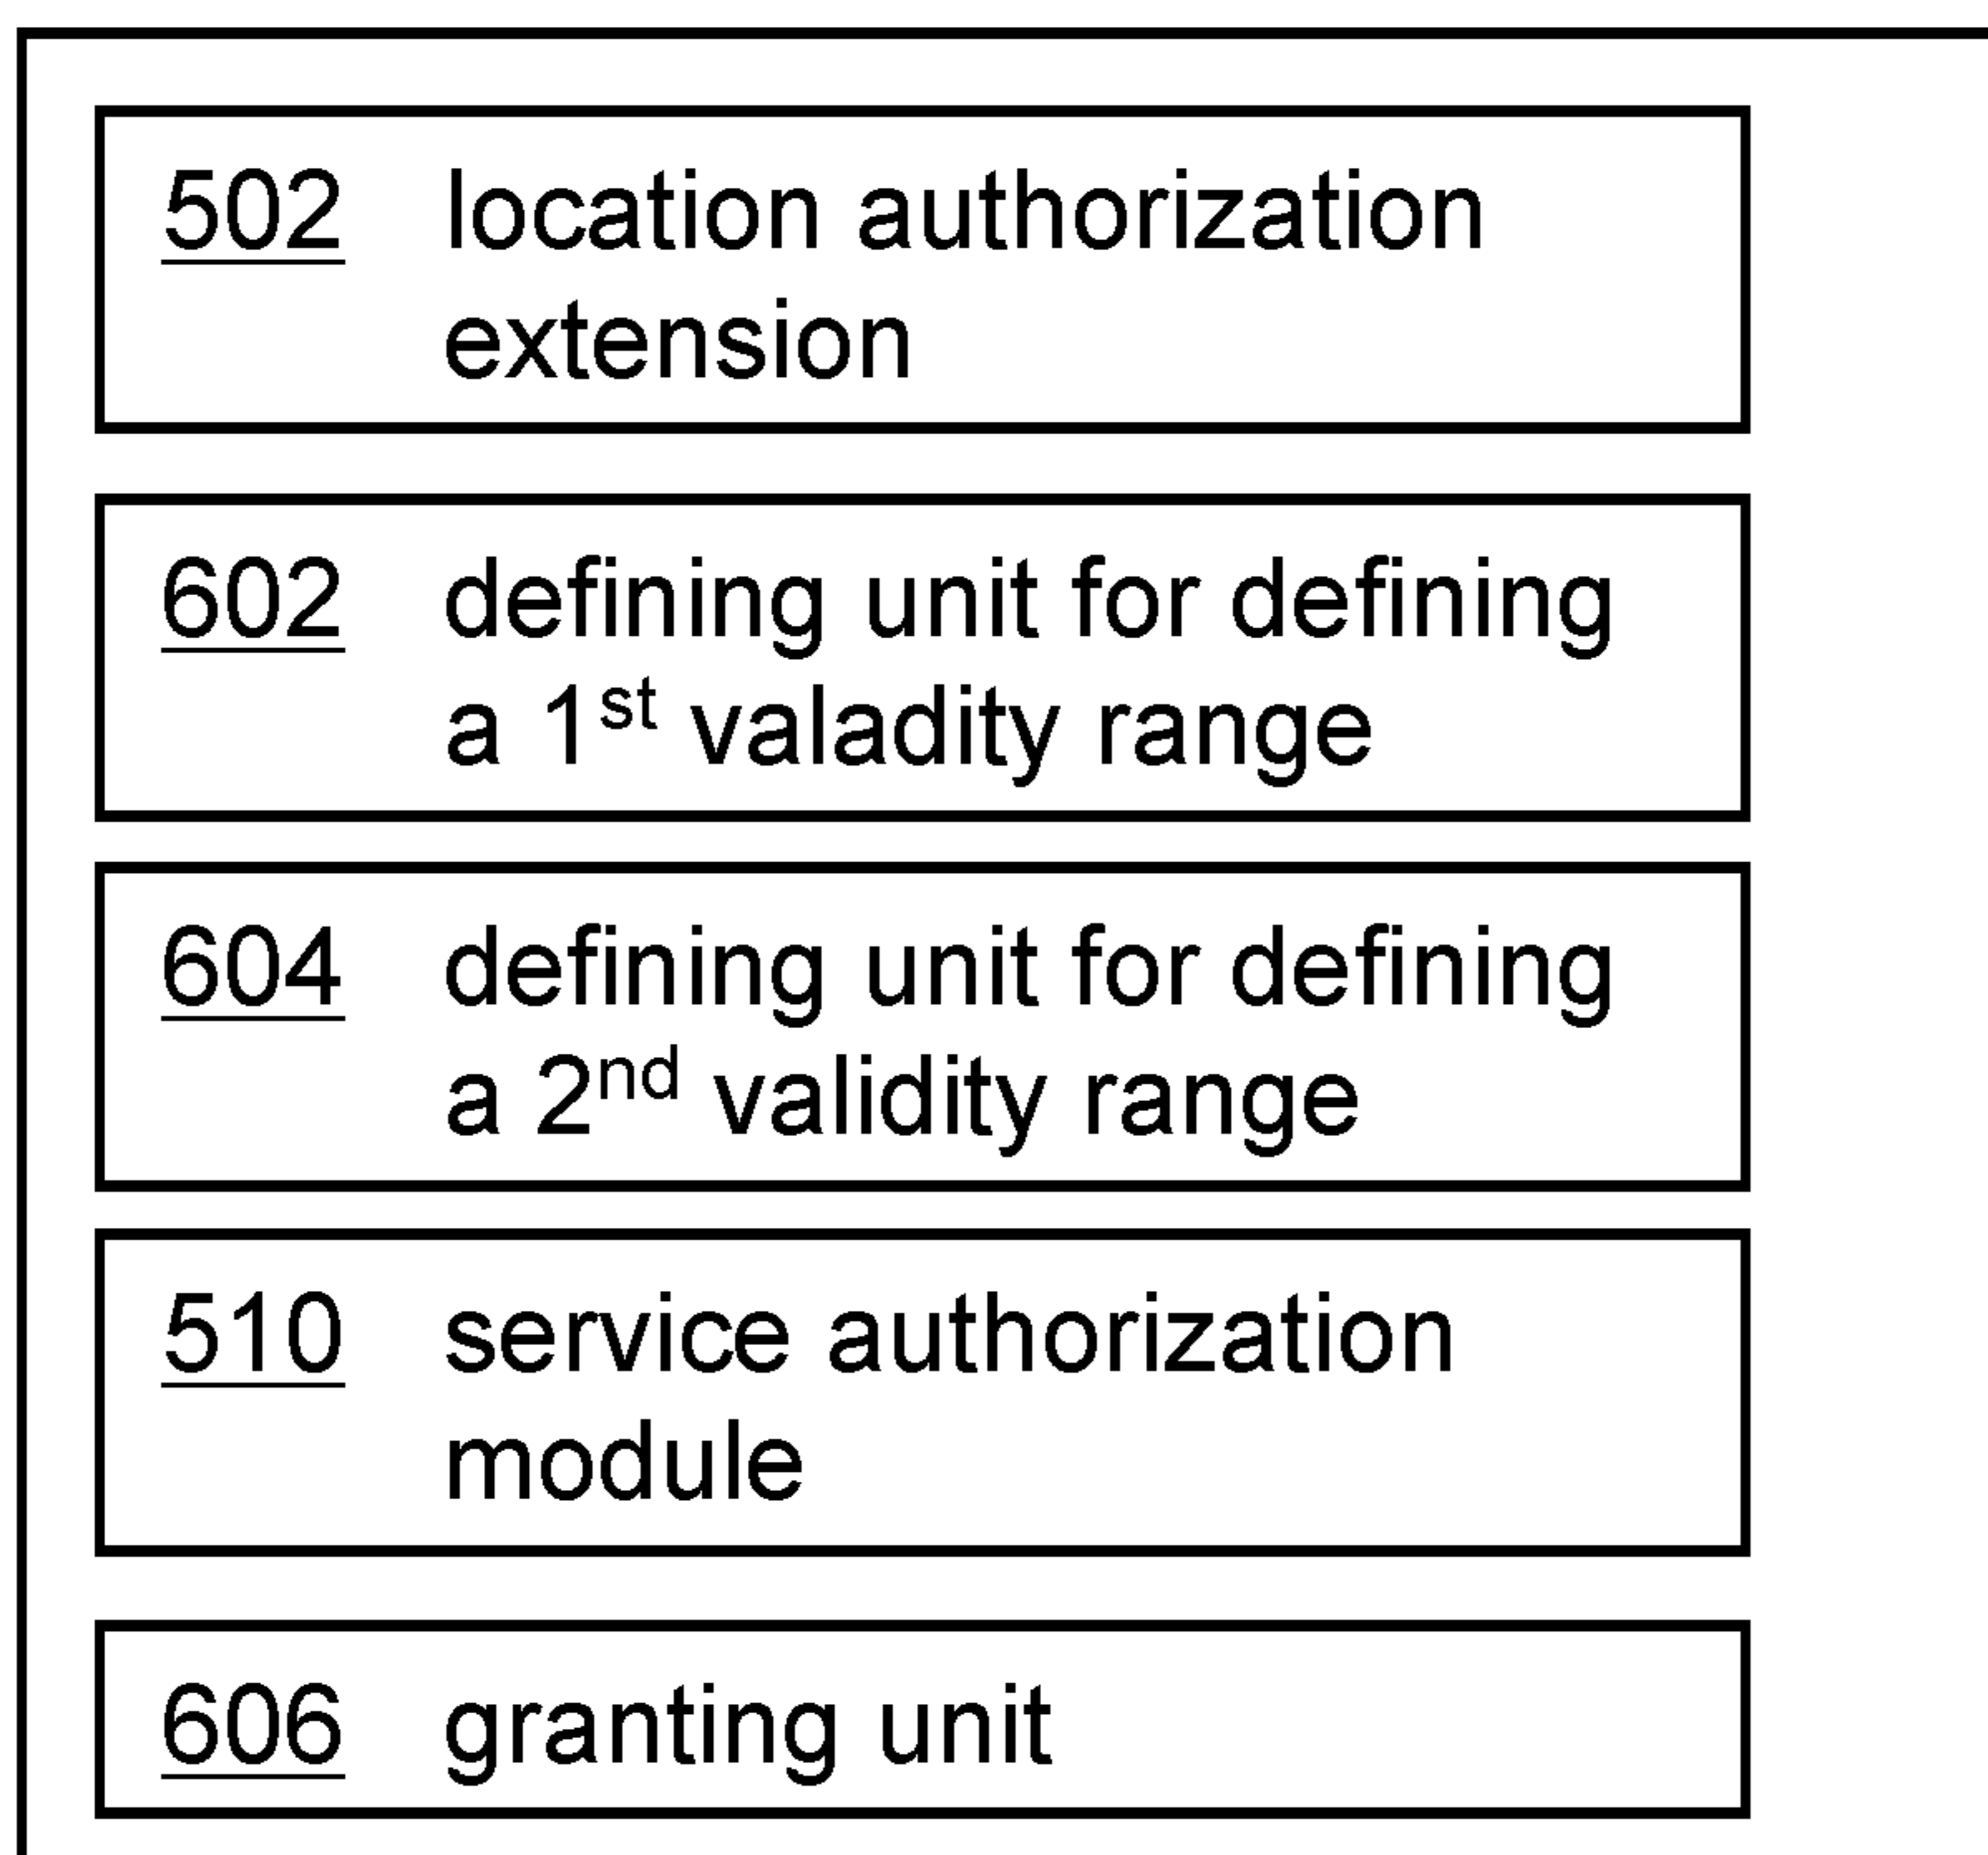 502 location authorization
extension
602 defining unit for defining
a 1st valadity range
604 defining unit for defining
a 2nd validity range
510 service authorization
module
606 granting unit